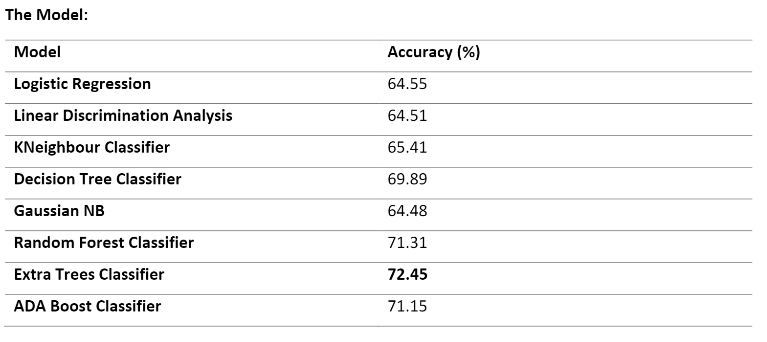 The Model:
Model Accuracy (%)
Logistic Regression 64.55
Linear Discrimination Analysis 64.51
KNeighbour Classifier 65.41
Decision Tree Classifier 69.89
Gaussian NB 64.48
Random Forest Classifier 71.31
Extra Trees Classifier 72.45
ADA Boost Classifier 71.15